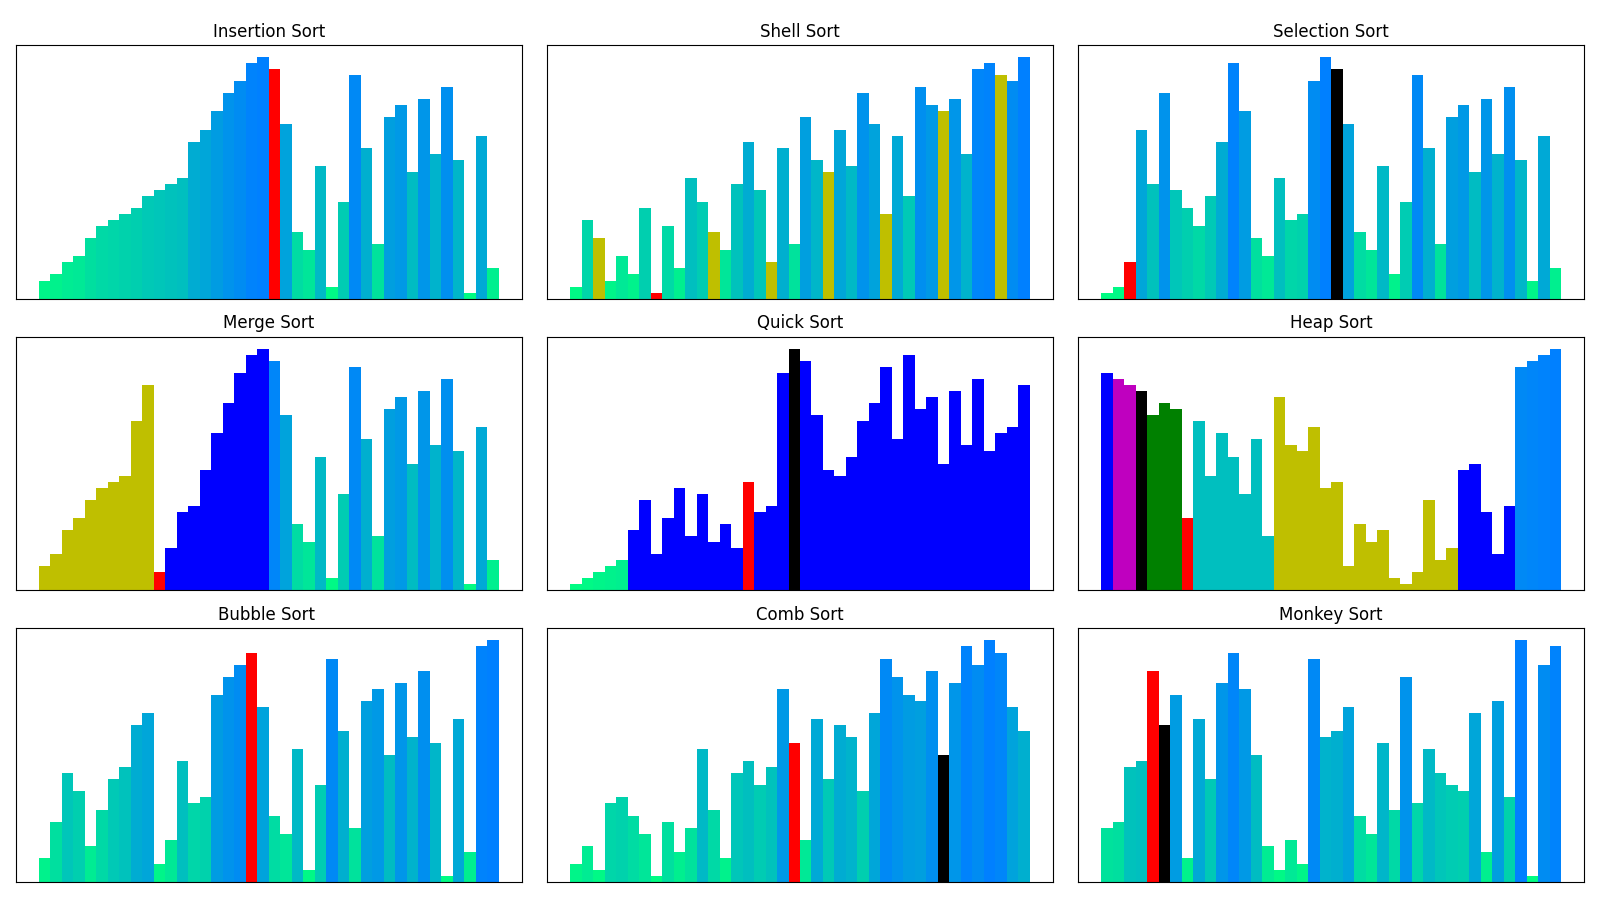 Insertion Sort
Shell Sort
Selection Sort
Merge Sort
Quick Sort
Heap Sort
Bubble Sort
Comb Sort
Monkey Sort